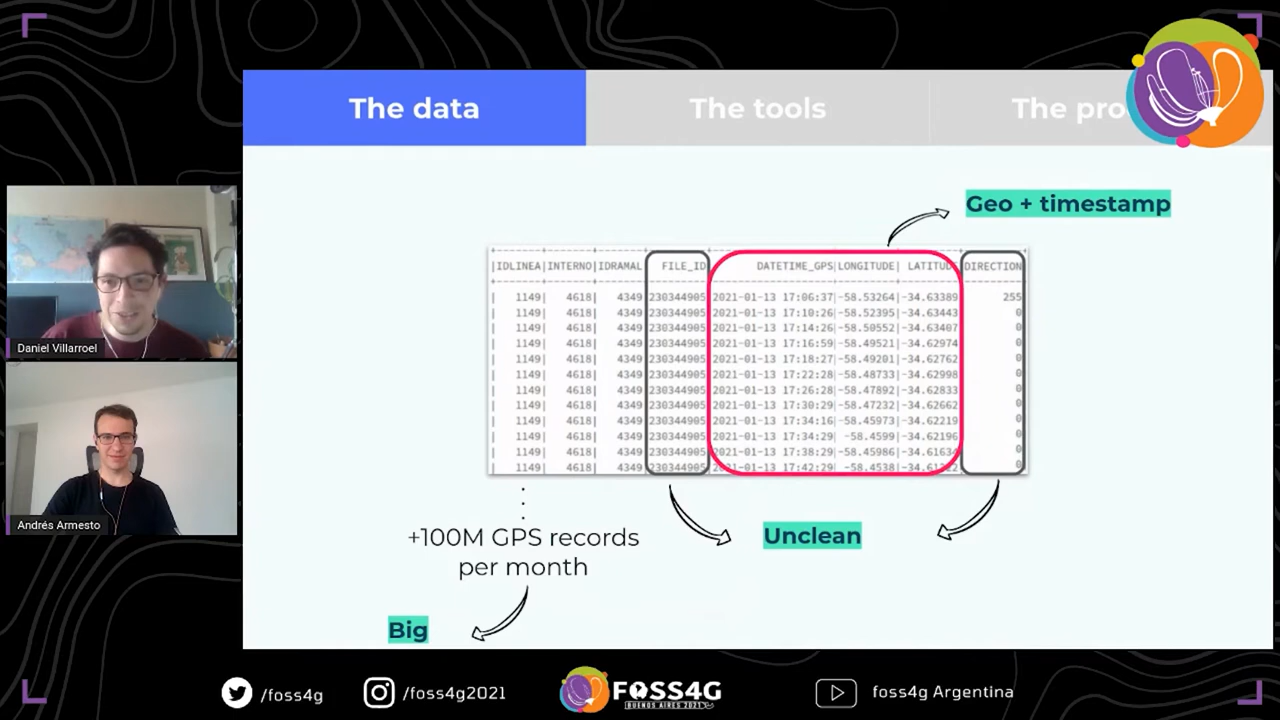 The data
The tools
The pro
Geo + timestamp
|IDLINEA|INTERNO|IDRAMAL| FILE_ID| DATETIME_GPS|LONGITUDE| LATITUDE|DIRECTION|
| 1149| 4618| 4349|230344905|2021-01-13 17:06:37|-58.53264|-34.63389| 255
| 1149| 4618| 4349|230344905|2021-01-13 17:10:26|-58.52395|-34.63443| 0
| 1149| 4618| 4349|230344905|2021-01-13 17:14:26|-58.50552|-34.63407| 0
| 1149| 4618| 4349|230344905|2021-01-13 17:16:59|-58.49521|-34.62974| 0
| 1149| 4618| 4349|230344905|2021-01-13 17:18:27|-58.49201|-34.62762| 0
| 1149| 4618| 4349|230344905|2021-01-13 17:22:28|-58.48733|-34.62998| 0
| 1149| 4618| 4349|230344905|2021-01-13 17:26:28|-58.47892|-34.62833| 0
| 1149| 4618| 4349|230344905|2021-01-13 17:30:29|-58.47232|-34.62662| 0
| 1149| 4618| 4349|230344905|2021-01-13 17:34:16|-58.45973|-34.62219| 0
| 1149| 4618| 4349|230344905|2021-01-13 17:34:29| -58.4599|-34.62196| 0
| 1149| 4618| 4349|230344905|2021-01-13 17:38:29|-58.45986|-34.61634| 0
| 1149| 4618| 4349|230344905|2021-01-13 17:42:29| -58.4538| 0
Daniel Villarroel
Andrés Armesto
+100M GPS records
per month
Unclean
Big
/foss4g
/foss4g2021
FOSS4G
BUENOS AIRES 2021
foss4g Argentina